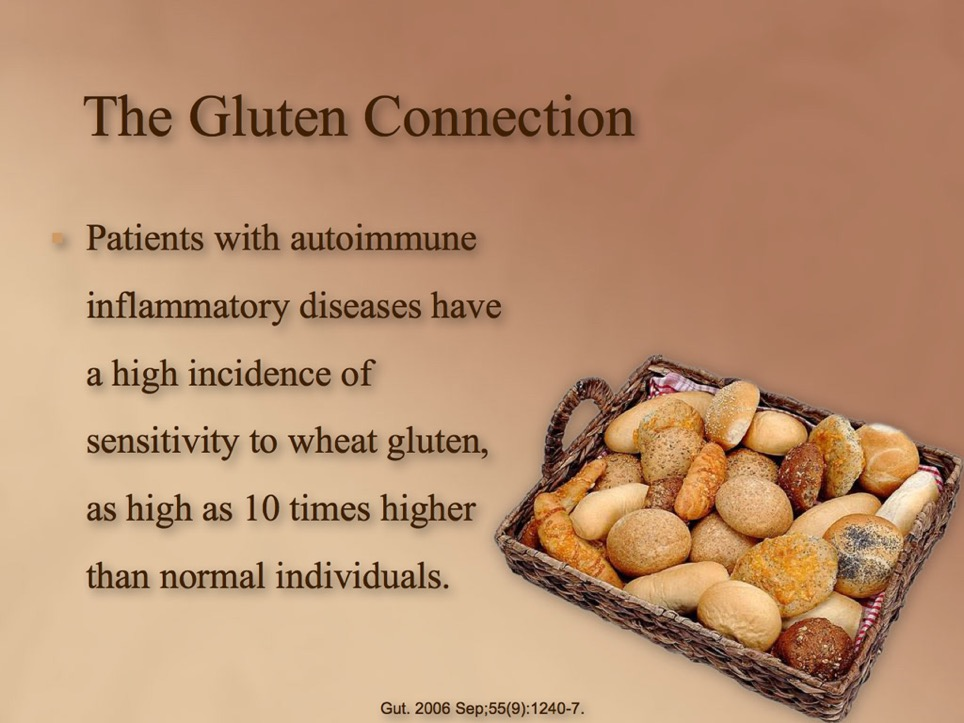 The Gluten Connection
Patients with autoimmune
inflammatory diseases have
a high incidence of
sensitivity to wheat gluten,
as high as 10 times higher
than normal individuals.
Gut. 2006 Sep;55(9):1240-7.